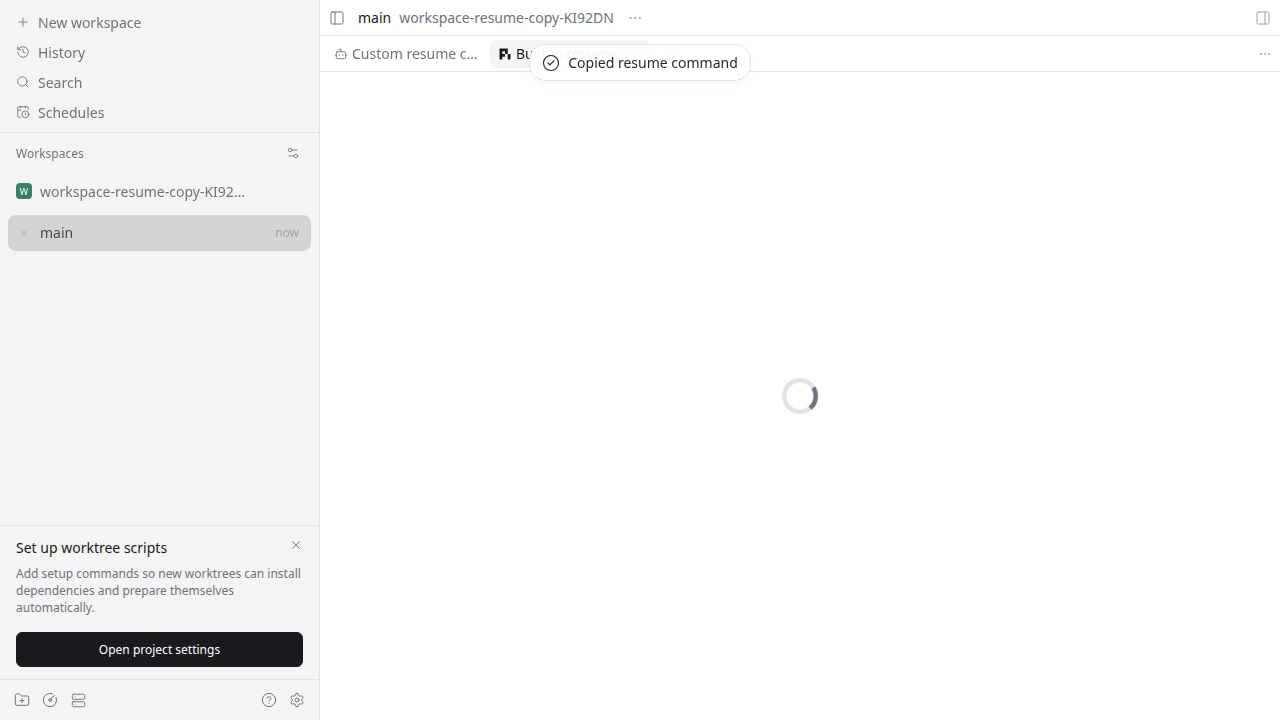 New workspace
History
Search
Schedules
Workspaces
W workspace-resume-copy-KI92...
main now
Set up worktree scripts
Add setup commands so new worktrees can install
dependencies and prepare themselves
automatically.
Open project settings
main workspace-resume-copy-KI92DN
Custom resume c...
Copied resume command